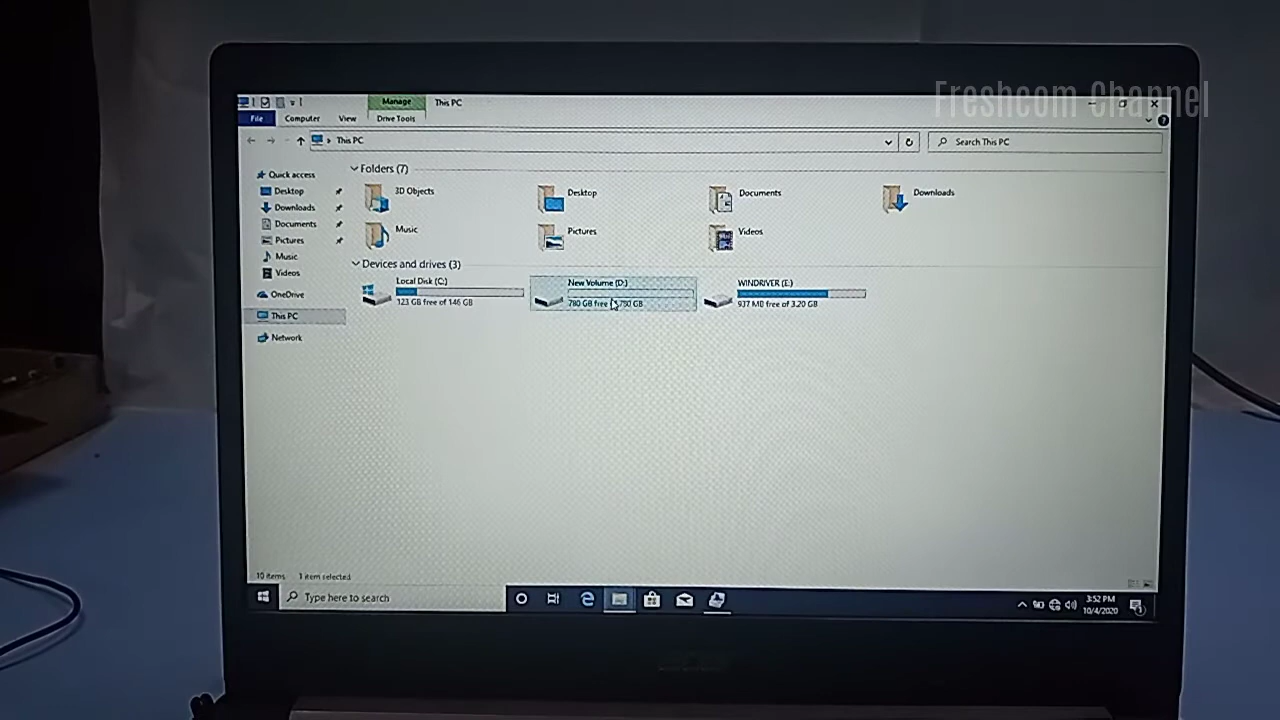 Freshcom Channel
Manage
This PC
File
Computer
View
Drive Tools
This PC
Search This PC
Folders (7)
Quick access
Desktop
Downloads
Documents
Pictures
Music
Videos
OneDrive
This PC
Network
3D Objects
Desktop
Documents
Downloads
Music
Pictures
Videos
Devices and drives (3)
Local Disk (C:)
123 GB free of 146 GB
New Volume (D:)
780 GB free
GB
WINDRIVER (E:)
937 MB free of 3.20 GB
10 items
1 item selected
Type here to search
3:52 PM
10/4/2020